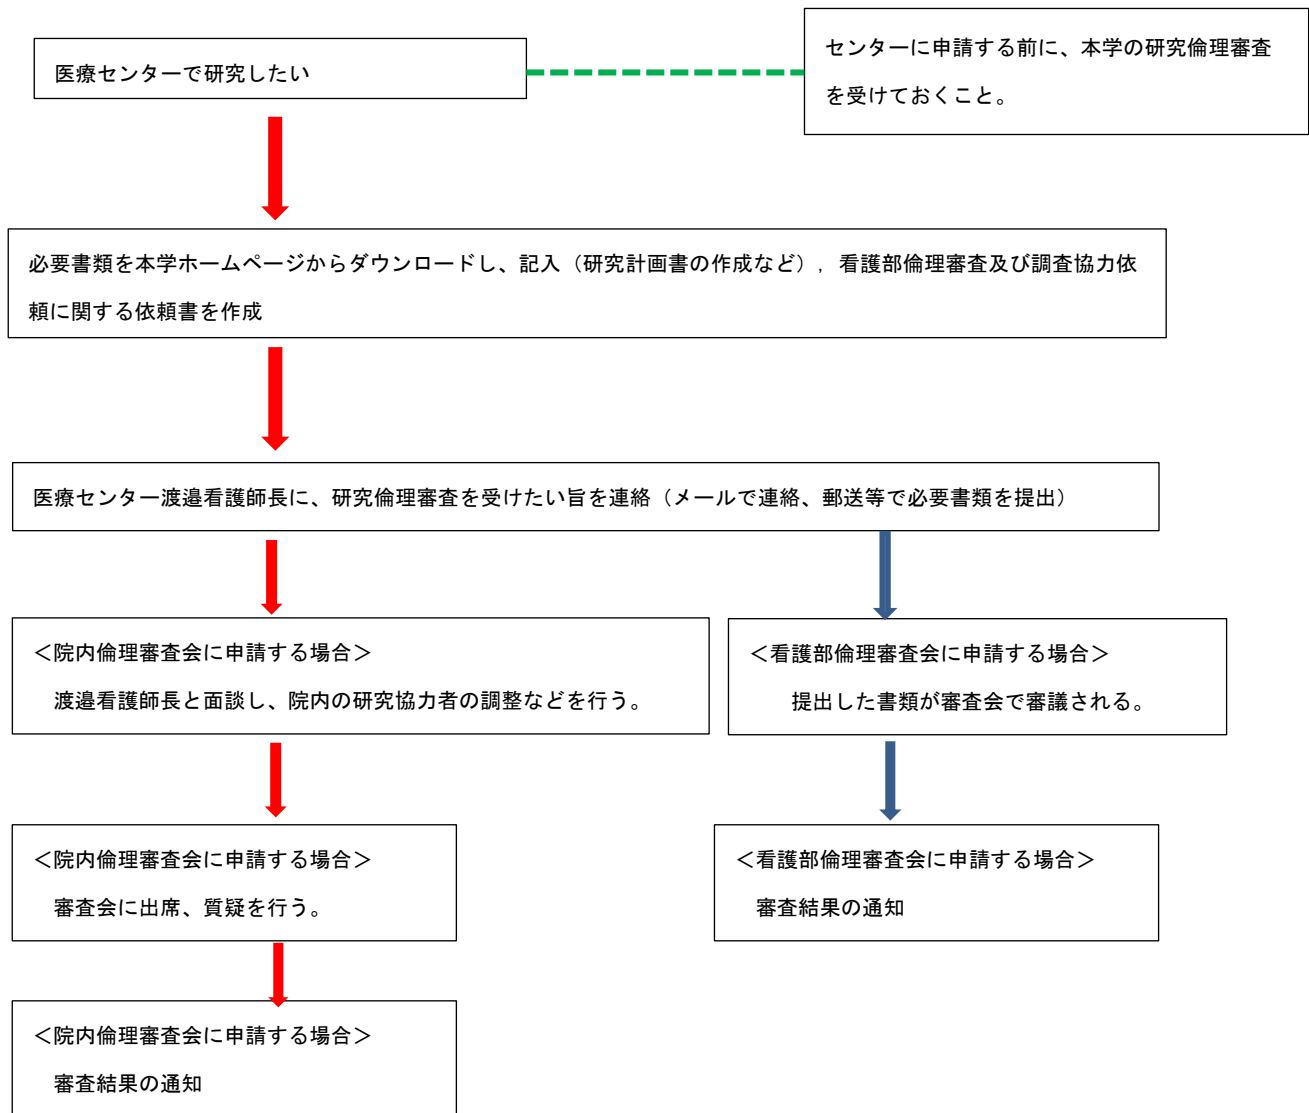 医療センターで研究したい
センターに申請する前に、本学の研究倫理審査
を受けておくこと。
必要書類を本学ホームページからダウンロードし、記入（研究計画書の作成など）, 看護部倫理審査及び調査協力依
頼に関する依頼書を作成
医療センター渡邉看護師長に、研究倫理審査を受けたい旨を連絡（メールで連絡、郵送等で必要書類を提出）
＜院内倫理審査会に申請する場合＞
渡邉看護師長と面談し、院内の研究協力者の調整などを行う。
＜看護部倫理審査会に申請する場合＞
提出した書類が審査会で審議される。
＜院内倫理審査会に申請する場合＞
審査会に出席、質疑を行う。
＜看護部倫理審査会に申請する場合＞
審査結果の通知
＜院内倫理審査会に申請する場合＞
審査結果の通知